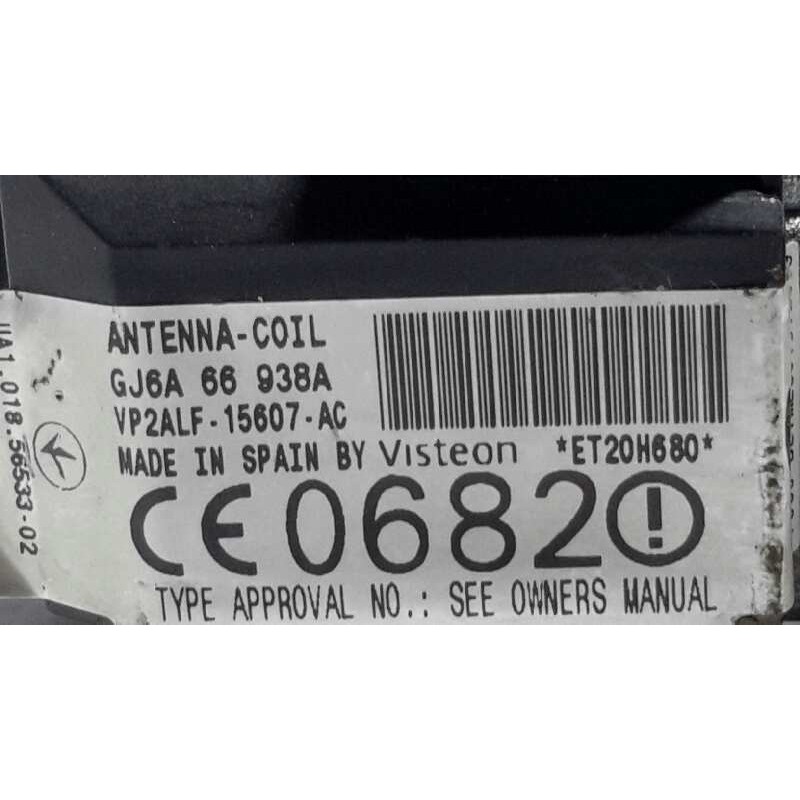 ANTENNA-COIL
GJ6A 66 938A
VP2ALF-15607-AC
MADE IN SPAIN BY Visteon *ET20H680*
CE0682
TYPE APPROVAL NO.: SEE OWNERS MANUAL
018.56533-02